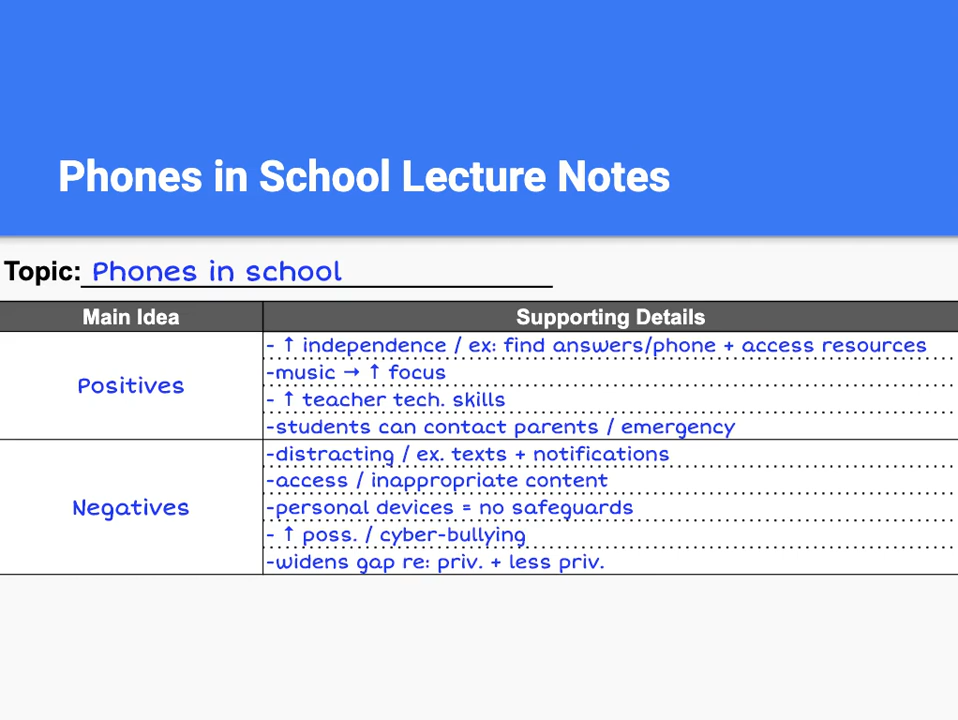 Phones in School Lecture Notes
Topic: Phones in school
Main Idea Supporting Details
Positives
- ↑ independence / ex: find answers/phone + access resources
-music → ↑ focus
- ↑ teacher tech. skills
-students can contact parents / emergency
Negatives
-distracting / ex. texts + notifications
-access / inappropriate content
-personal devices = no safeguards
- ↑ poss. / cyber-bullying
-widens gap re: priv. + less priv.